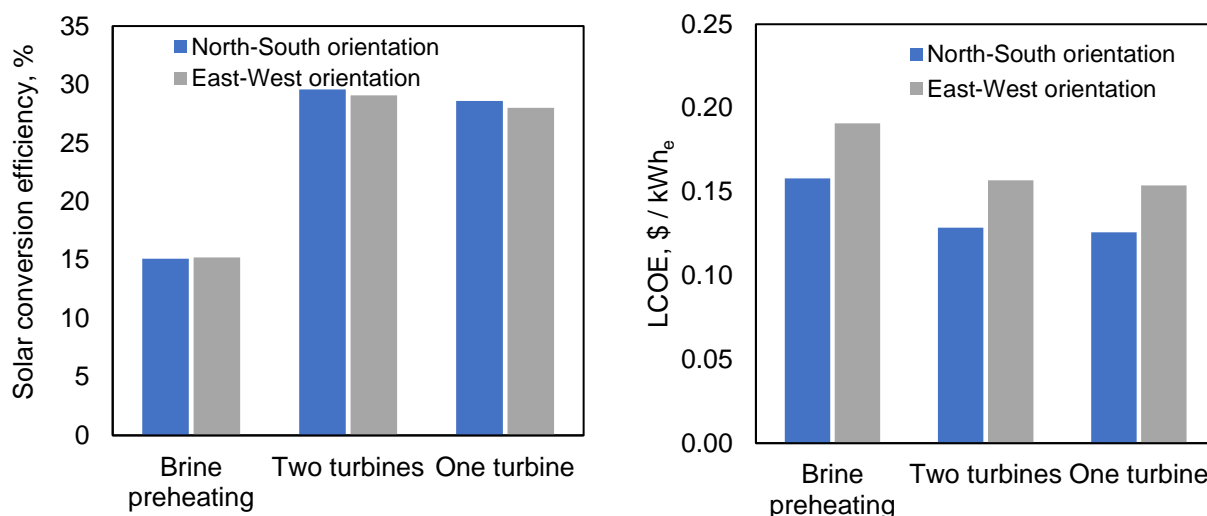 Solar conversion efficiency, %
35
30
25
20
15
10
5
0
North-South orientation
East-West orientation
Brine preheating
Two turbines
One turbine
LCOE, $ / kWhₑ
0.25
0.20
0.15
0.10
0.05
0.00
North-South orientation
East-West orientation
Brine
preheating
Two turbines
One turbine